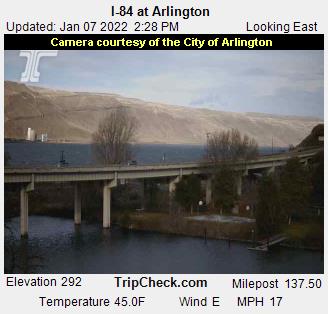 I-84 at Arlington
Updated: Jan 07 2022 2:28 PM Looking East
Camera courtesy of the City of Arlington
Elevation 292 TripCheck.com Milepost 137.50
Temperature 45.0F Wind E MPH 17